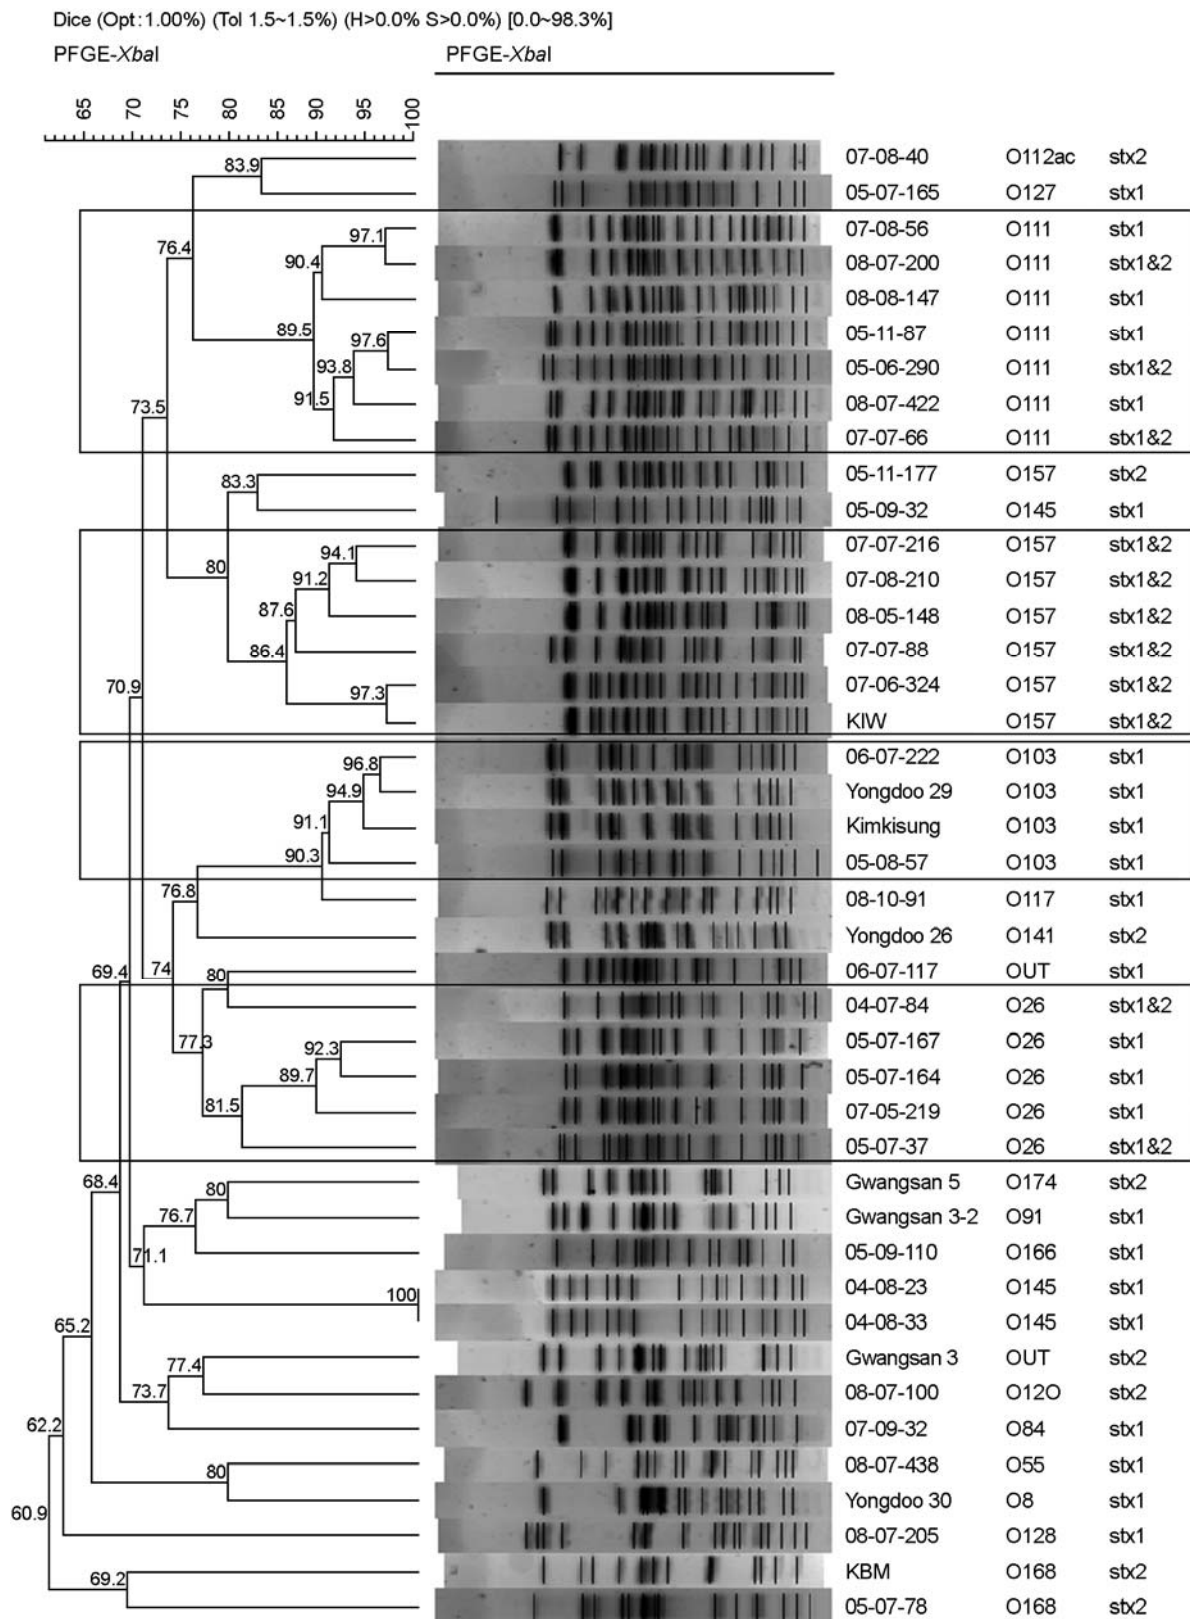 Dice (Opt:1.00%) (Tol 1.5~1.5%) (H>0.0% S>0.0%) [0.0~98.3%]
PFGE-XbaI PFGE-XbaI
65 70 75 80 85 90 95 100
83.9 07-08-40 O112ac stx2
05-07-165 O127 stx1
97.1 07-08-56 O111 stx1
76.4 90.4 08-07-200 O111 stx1&2
08-08-147 O111 stx1
89.5 97.6 05-11-87 O111 stx1
93.8 05-06-290 O111 stx1&2
73.5 91.5 08-07-422 O111 stx1
07-07-66 O111 stx1&2
83.3 05-11-177 O157 stx2
05-09-32 O145 stx1
94.1 07-07-216 O157 stx1&2
80 91.2 07-08-210 O157 stx1&2
87.6 08-05-148 O157 stx1&2
86.4 07-07-88 O157 stx1&2
70.9 97.3 07-06-324 O157 stx1&2
KIW O157 stx1&2
96.8 06-07-222 O103 stx1
94.9 Yongdoo 29 O103 stx1
91.1 Kimkisung O103 stx1
90.3 05-08-57 O103 stx1
76.8 08-10-91 O117 stx1
Yongdoo 26 O141 stx2
69.4 74 80 06-07-117 OUT stx1
04-07-84 O26 stx1&2
77.3 92.3 05-07-167 O26 stx1
89.7 05-07-164 O26 stx1
81.5 07-05-219 O26 stx1
05-07-37 O26 stx1&2
68.4 80 Gwangsan 5 O174 stx2
76.7 Gwangsan 3-2 O91 stx1
71.1 05-09-110 O166 stx1
100 04-08-23 O145 stx1
65.2 04-08-33 O145 stx1
77.4 Gwangsan 3 OUT stx2
73.7 08-07-100 O12O stx2
62.2 07-09-32 O84 stx1
80 08-07-438 O55 stx1
60.9 Yongdoo 30 O8 stx1
08-07-205 O128 stx1
69.2 KBM O168 stx2
05-07-78 O168 stx2